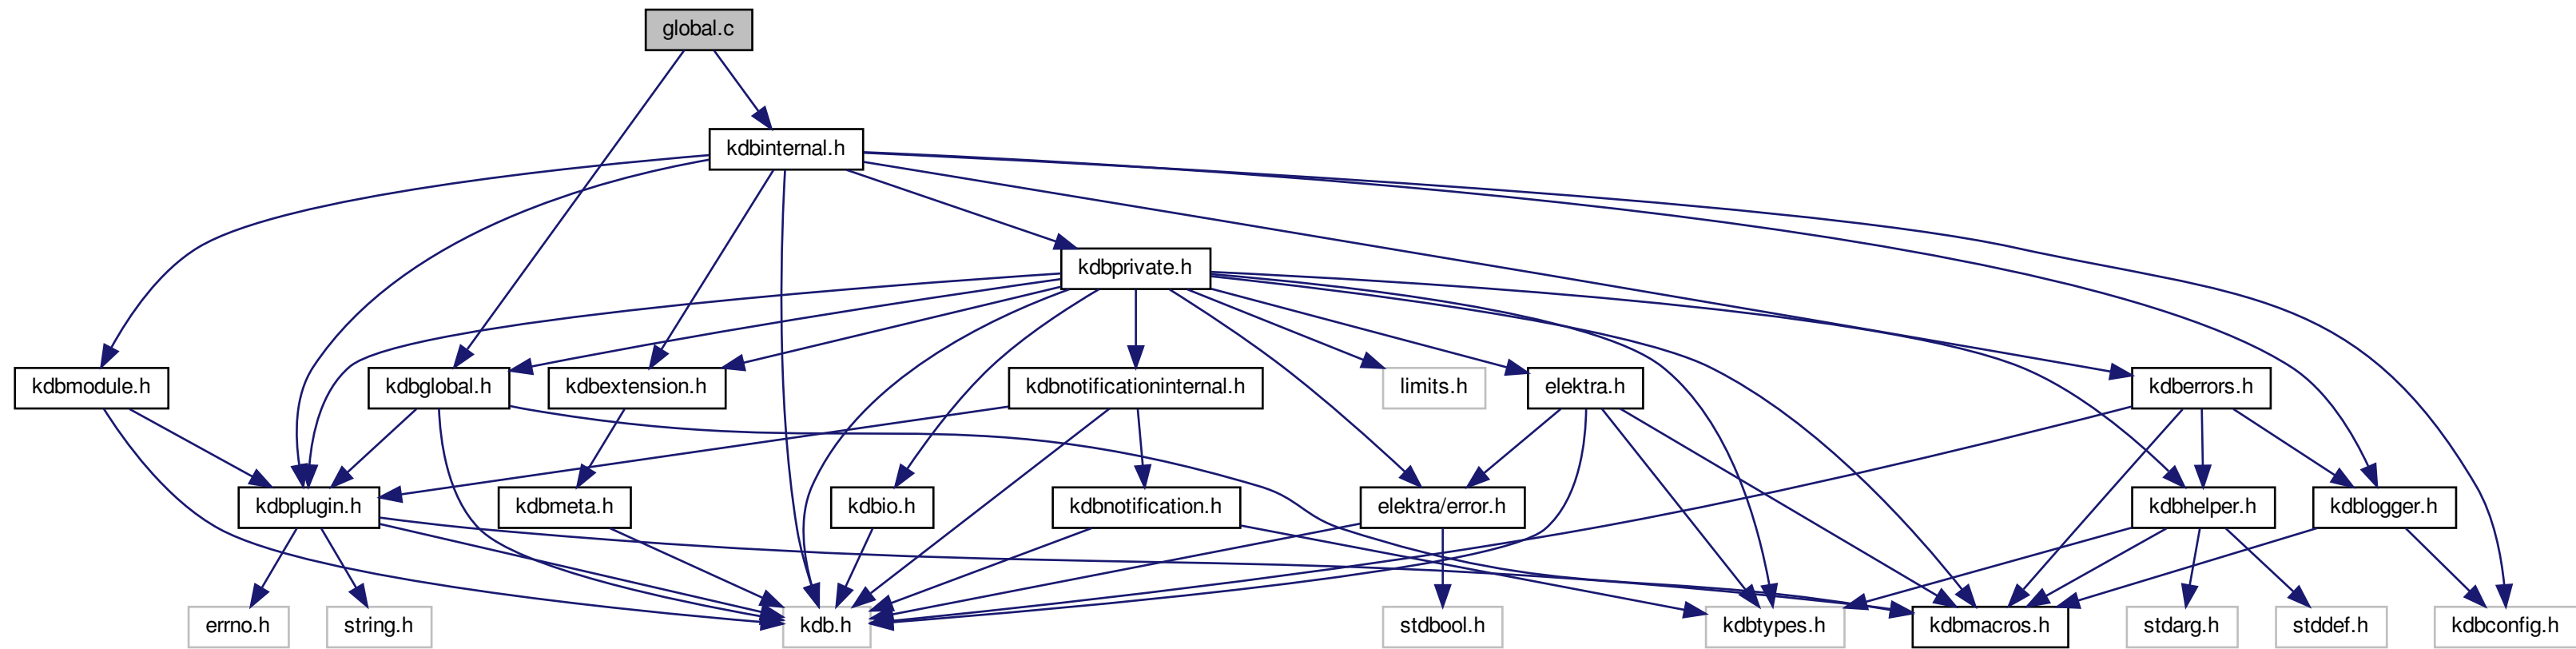 global.c
kdbinternal.h
kdbprivate.h
kdbmodule.h
kdbglobal.h
kdbextension.h
kdbnotificationinternal.h
limits.h
elektra.h
kdberrors.h
kdbplugin.h
kdbmeta.h
kdbio.h
kdbnotification.h
elektra/error.h
kdbhelper.h
kdblogger.h
errno.h
string.h
kdb.h
stdbool.h
kdbtypes.h
kdbmacros.h
stdarg.h
stddef.h
kdbconfig.h